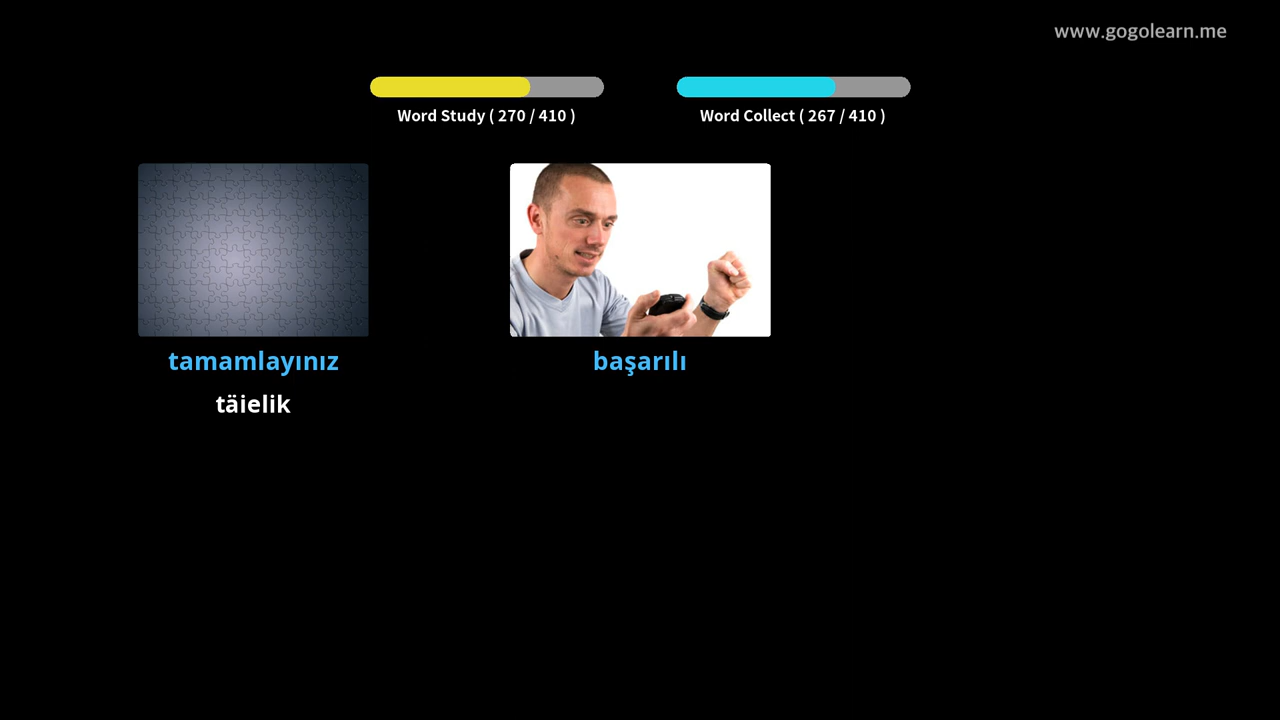 www.gogolearn.me
Word Study ( 270 / 410 )
Word Collect ( 267 / 410 )
tamamlayınız
täielik
başarılı